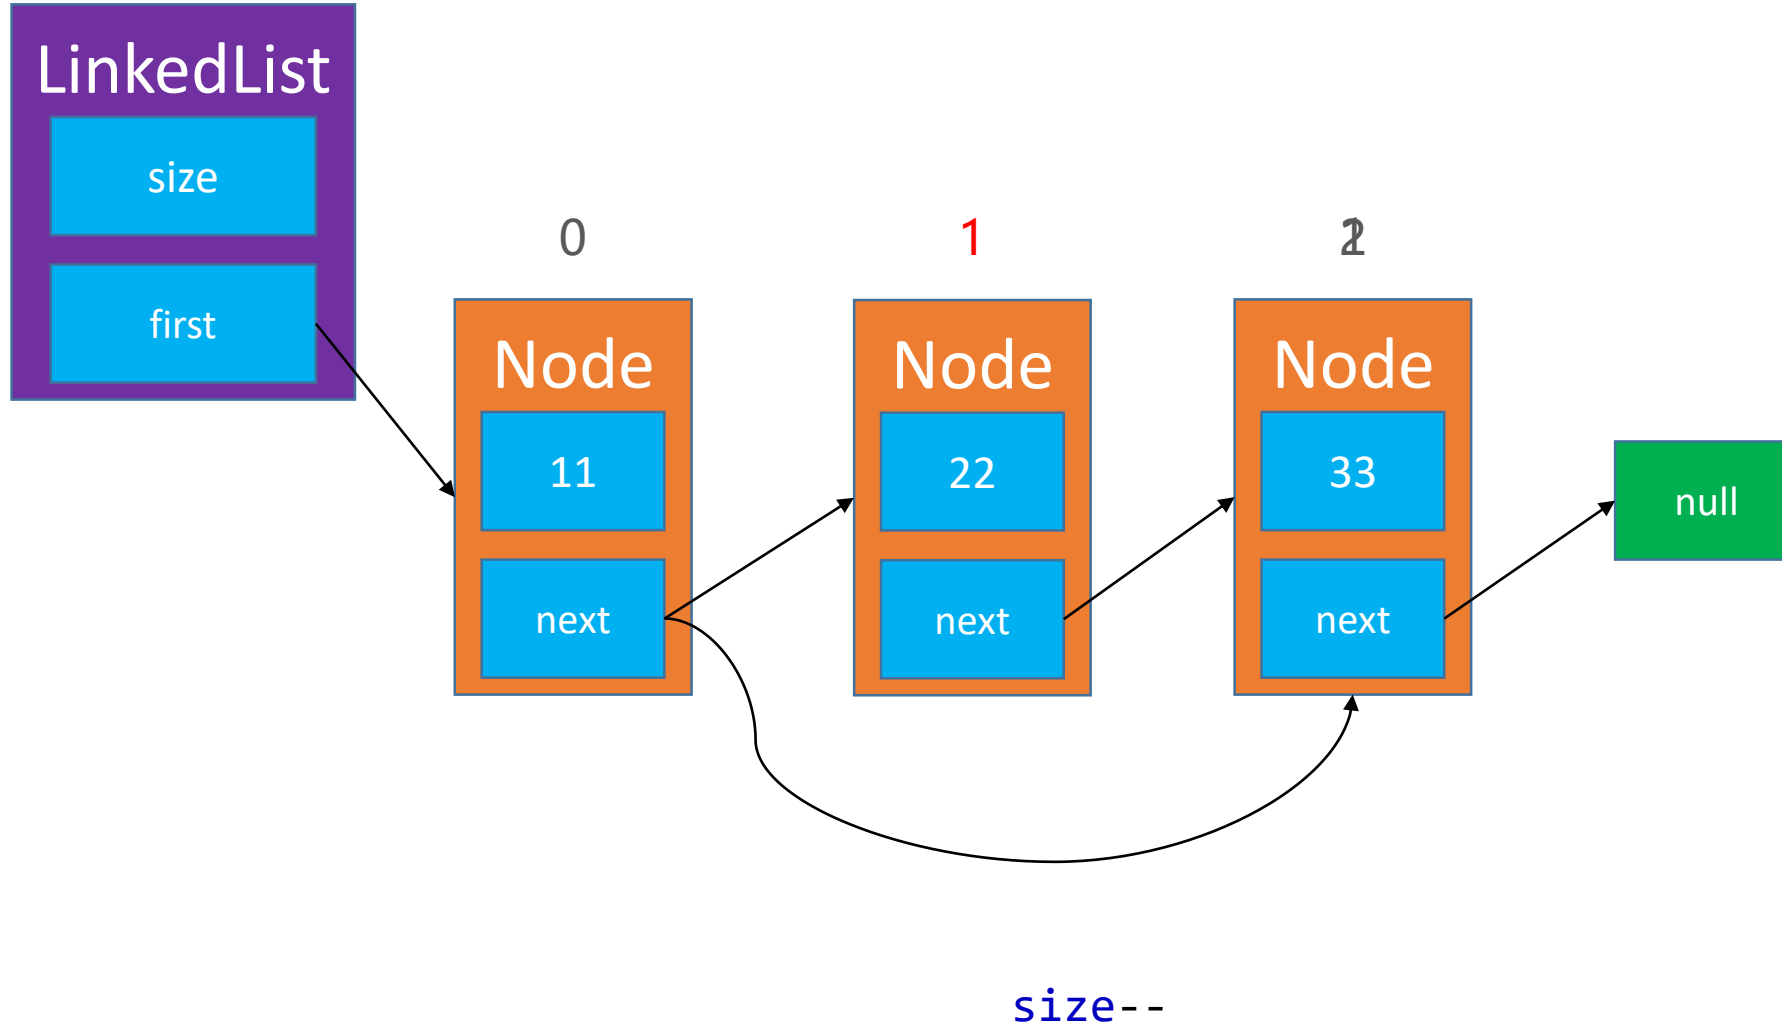 LinkedList
size
first
0
1
Node
11
next
Node
22
next
Node
33
next
null
size--